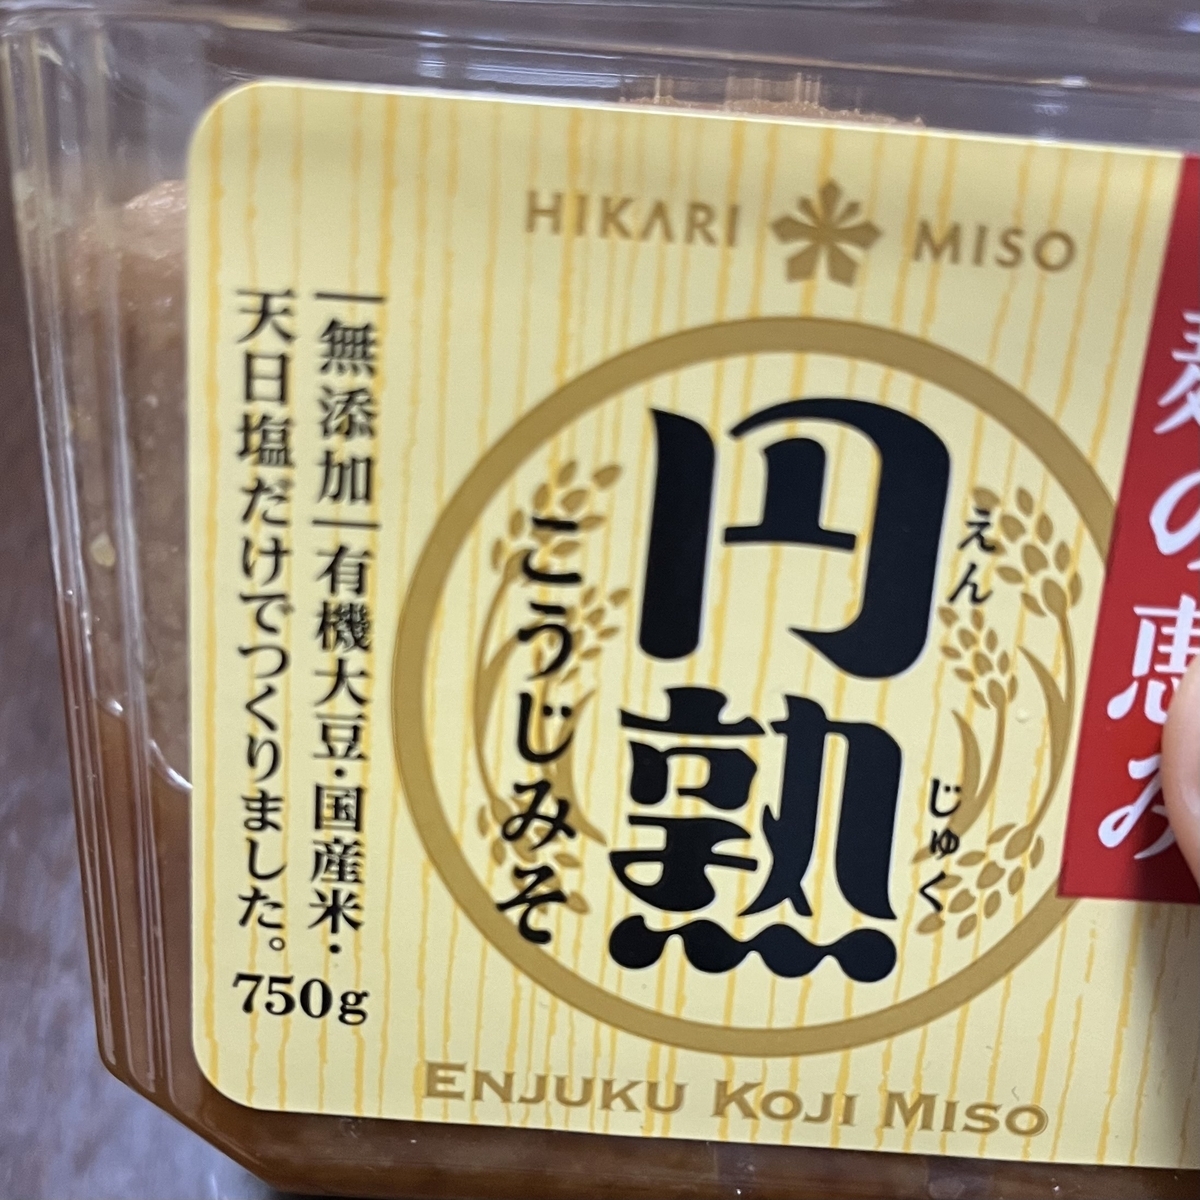 HIKARI MISO
麹の恵み
えんじゅく
円熟
こうじみそ
|無添加|有機大豆・国産米・
天日塩だけでつくりました。
750g
ENJUKU KOJI MISO